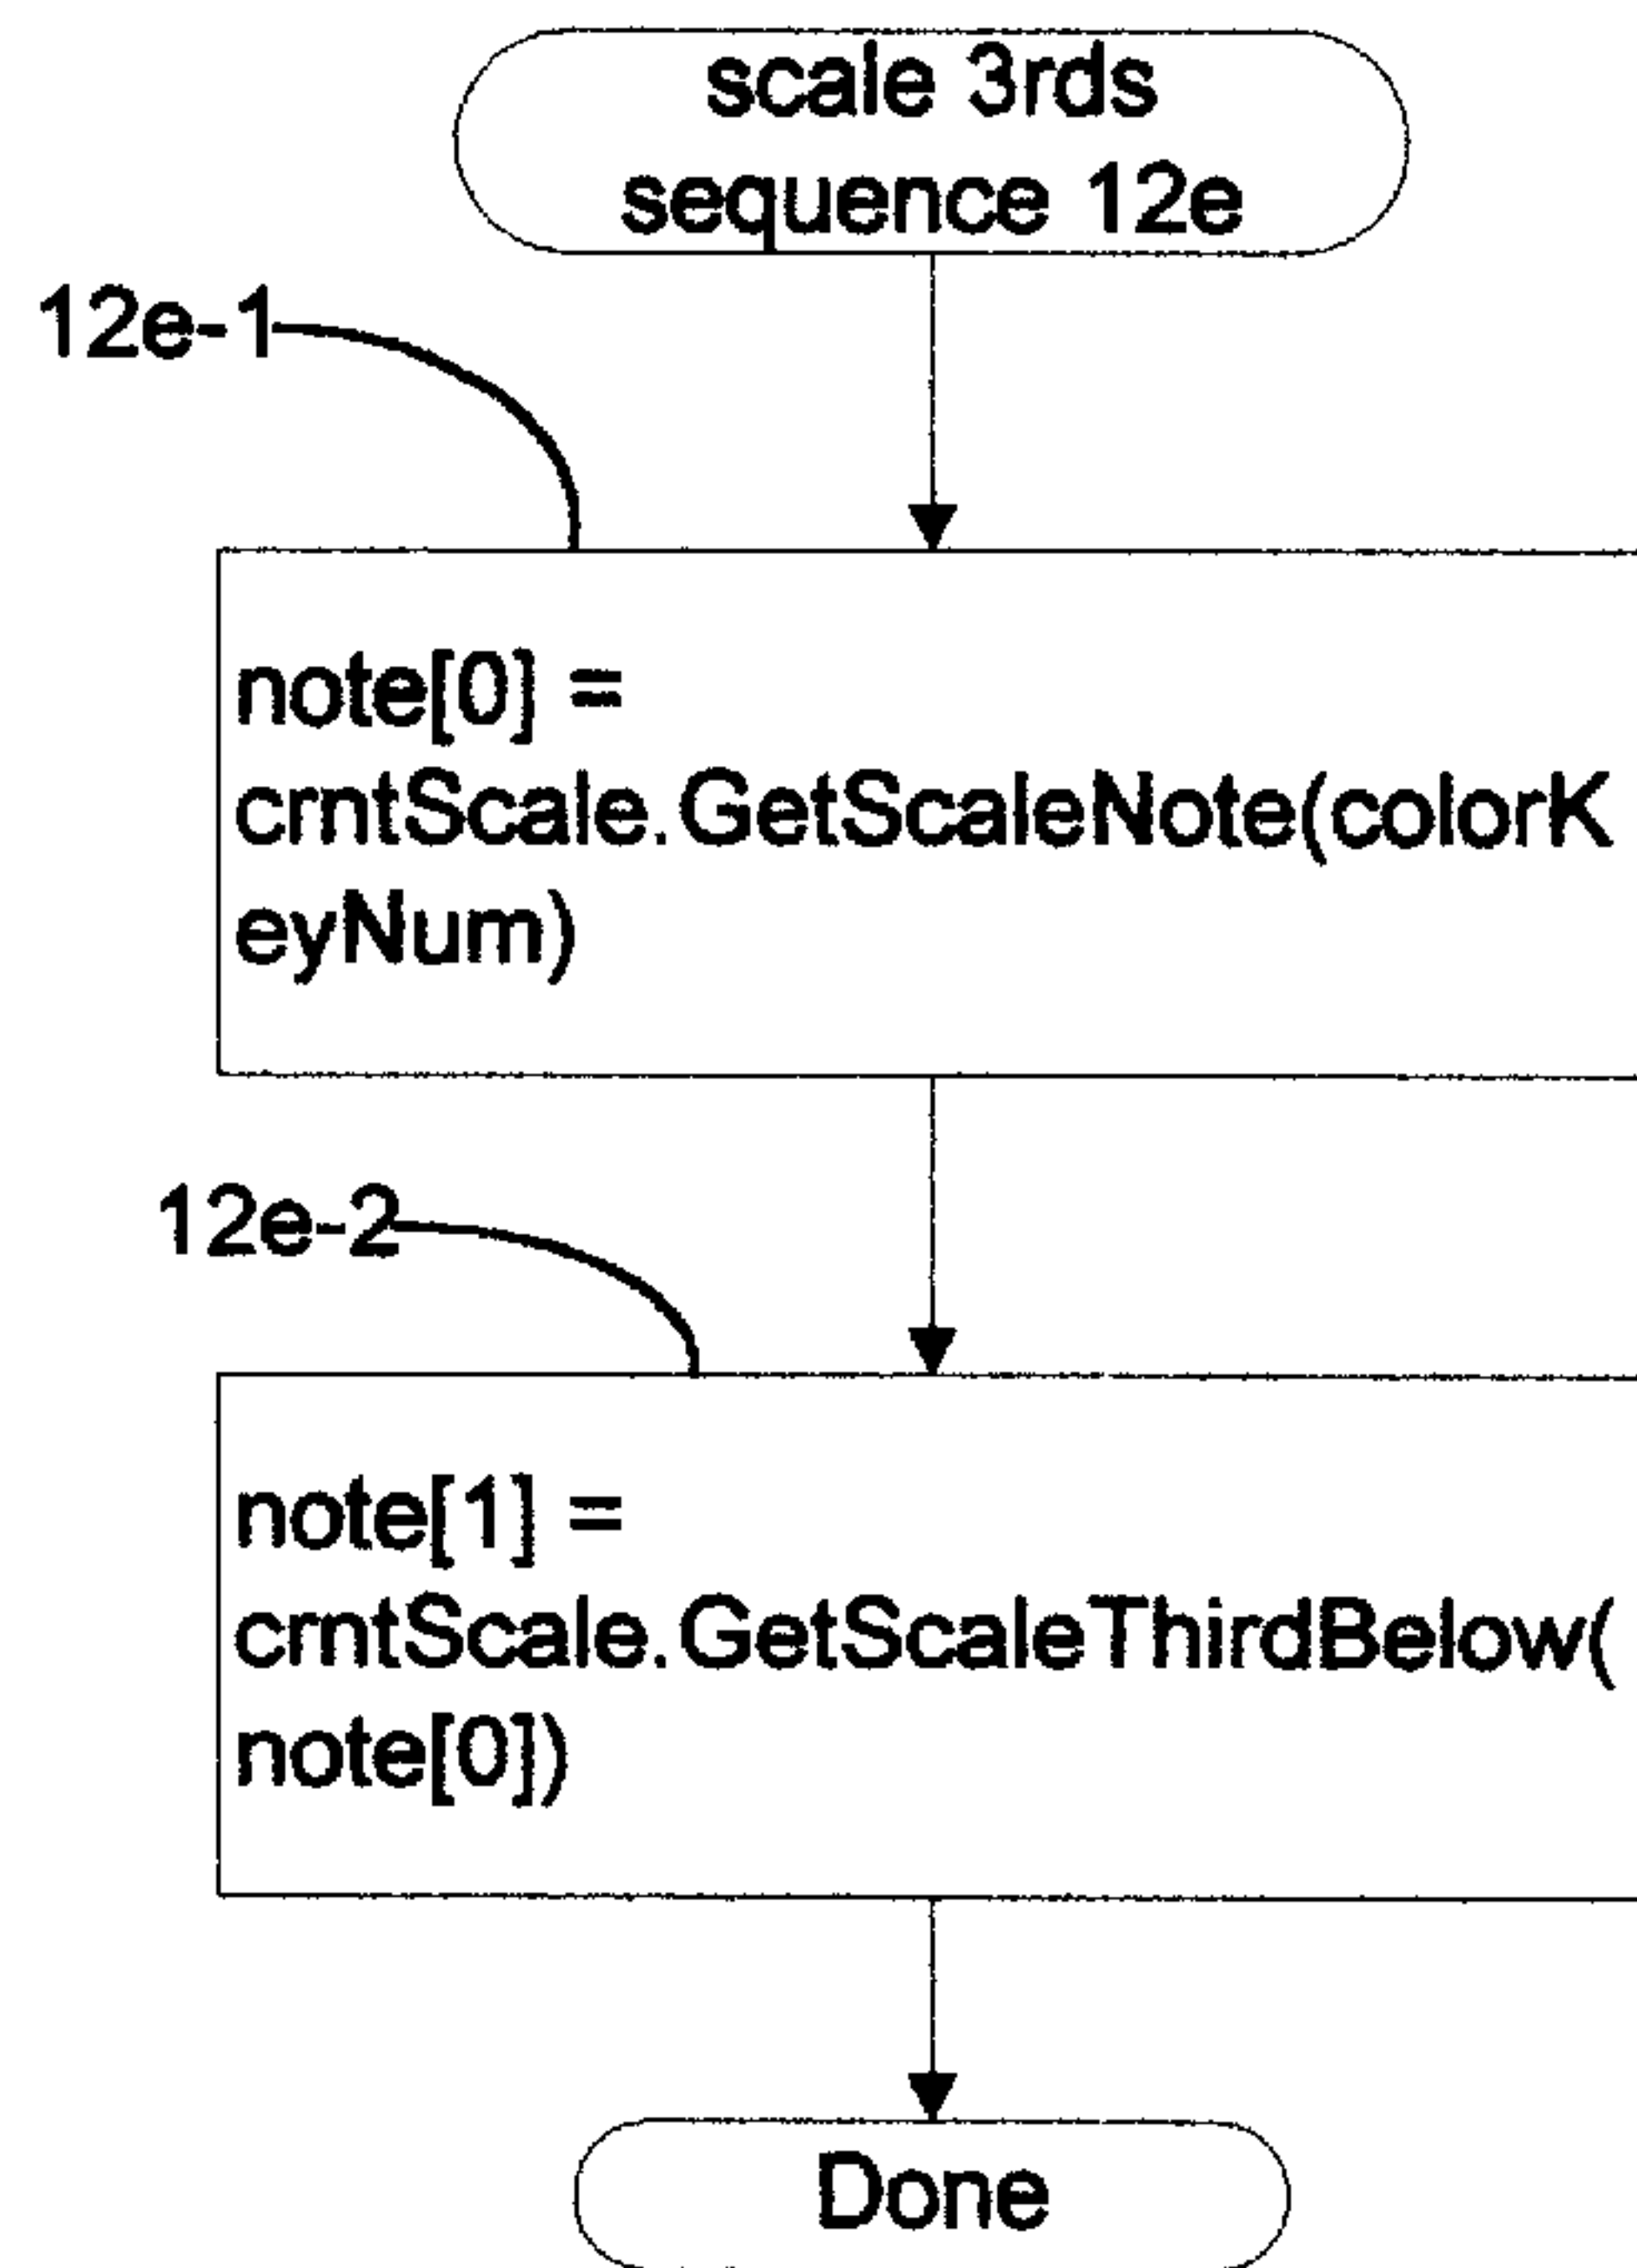 scale 3rds
sequence 12e
12e-1
note[0] =
crntScale.GetScaleNote(colorK
eyNum)
12e-2
note[1] =
crntScale.GetScaleThirdBelow(
note[0])
Done